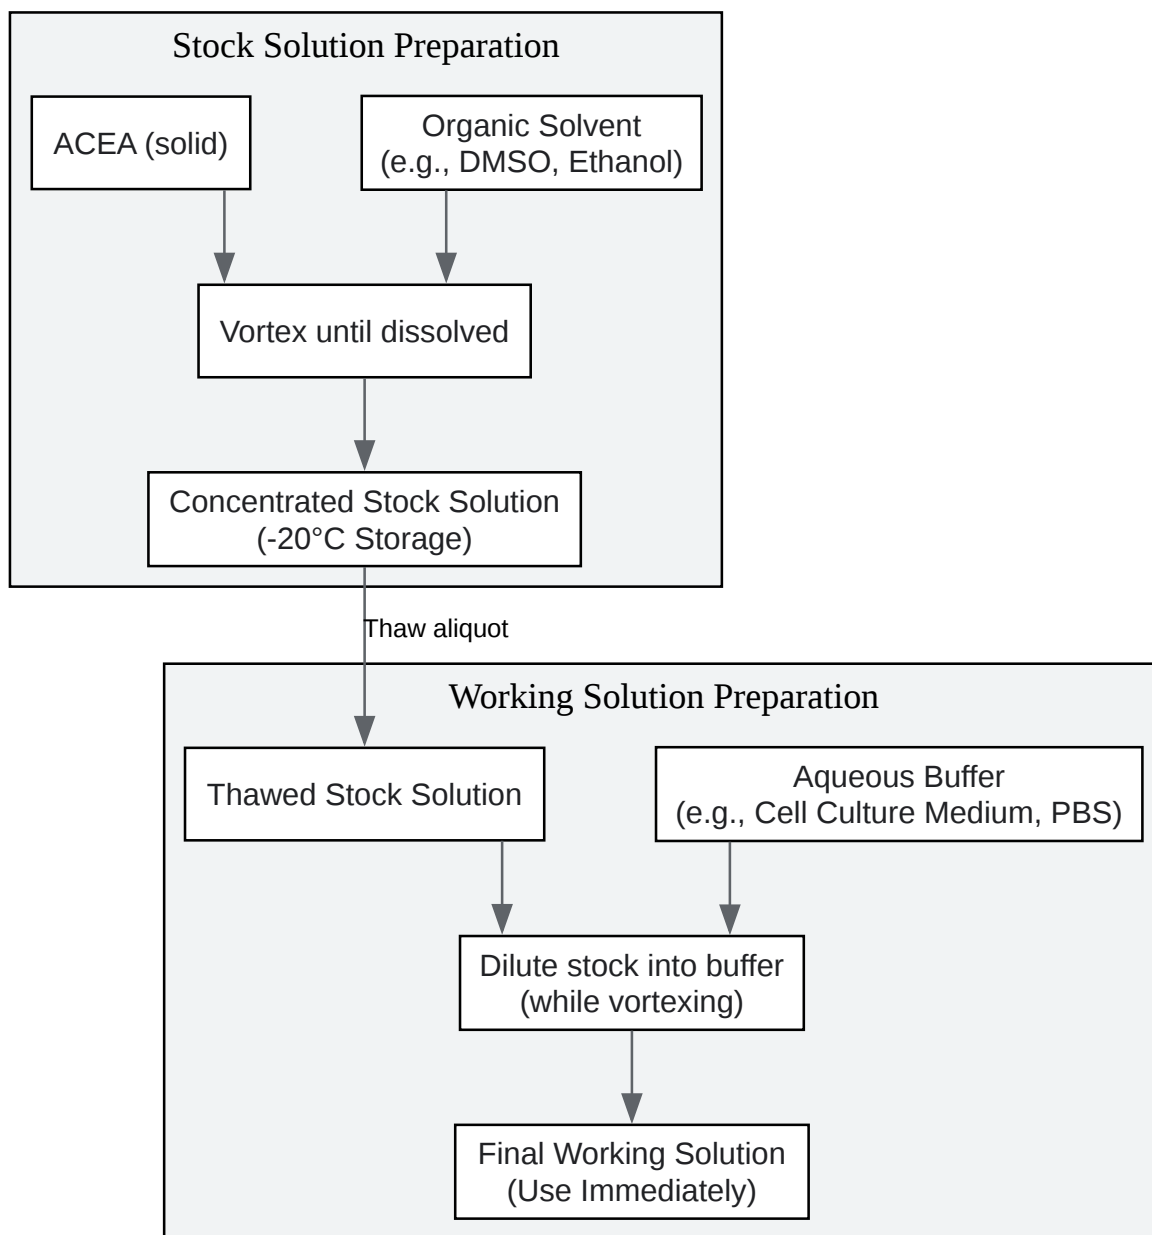 Stock Solution Preparation
ACEA (solid)
Organic Solvent
(e.g., DMSO, Ethanol)
Vortex until dissolved
Concentrated Stock Solution
(-20°C Storage)
Thaw aliquot
Working Solution Preparation
Thawed Stock Solution
Aqueous Buffer
(e.g., Cell Culture Medium, PBS)
Dilute stock into buffer
(while vortexing)
Final Working Solution
(Use Immediately)